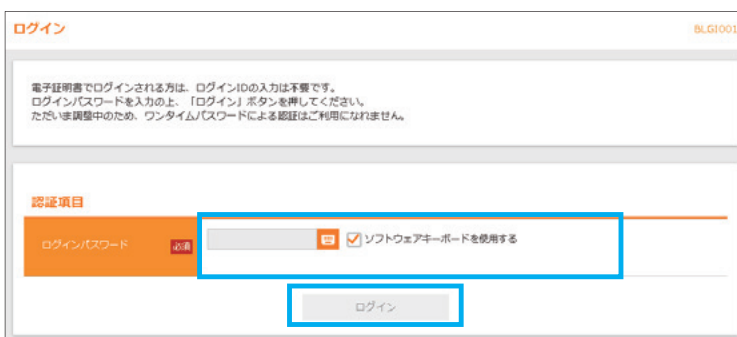 ログイン
BLGI001
電子証明書でログインされる方は、ログインIDの入力は不要です。
ログインパスワードを入力の上、「ログイン」ボタンを押してください。
ただいま調整中のため、ワンタイムパスワードによる認証はご利用になれません。
認証項目
ログインパスワード 必須 ソフトウェアキーボードを使用する
ログイン